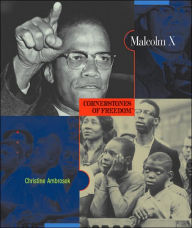 Malcolm X
CORNERSTONES
OF FREEDOM
Christine Ambrosek